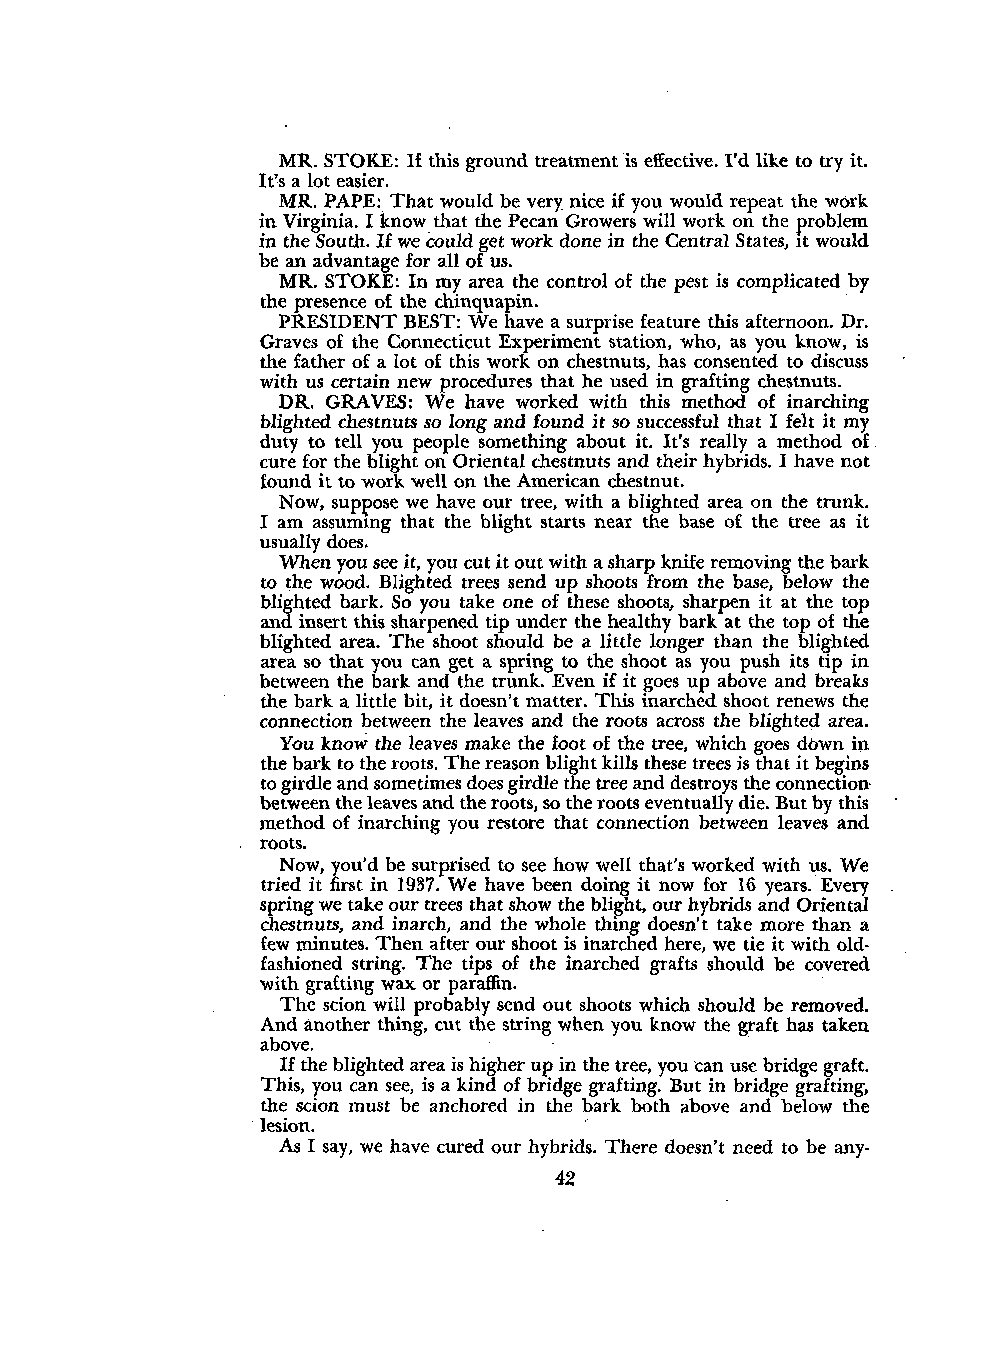 MR. STOKE: If this ground treatment is effective. I'd like to try it.
It's a lot easier.
MR. PAPE: That would be very nice if you would repeat the work
in Virginia. I know that the Pecan Growers will work on the problem
in the South. If we could get work done in the Central States, it would
be an advantage for all of us.
MR. STOKE: In my area the control of the pest is complicated by
the presence of the chinquapin.
PRESIDENT BEST: We have a surprise feature this afternoon. Dr.
Graves of the Connecticut Experiment station, who, as you know, is
the father of a lot of this work on chestnuts, has consented to discuss
with us certain new procedures that he used in grafting chestnuts.
DR. GRAVES: We have worked with this method of inarching
blighted chestnuts so long and found it so successful that I felt it my
duty to tell you people something about it. It's really a method of
cure for the blight on Oriental chestnuts and their hybrids. I have not
found it to work well on the American chestnut.
Now, suppose we have our tree, with a blighted area on the trunk.
I am assuming that the blight starts near the base of the tree as it
usually does.
When you see it, you cut it out with a sharp knife removing the bark
to the wood. Blighted trees send up shoots from the base, below the
blighted bark. So you take one of these shoots, sharpen it at the top
and insert this sharpened tip under the healthy bark at the top of the
blighted area. The shoot should be a little longer than the blighted
area so that you can get a spring to the shoot as you push its tip in
between the bark and the trunk. Even if it goes up above and breaks
the bark a little bit, it doesn't matter. This inarched shoot renews the
connection between the leaves and the roots across the blighted area.
You know the leaves make the foot of the tree, which goes down in
the bark to the roots. The reason blight kills these trees is that it begins
to girdle and sometimes does girdle the tree and destroys the connection
between the leaves and the roots, so the roots eventually die. But by this
method of inarching you restore that connection between leaves and
roots.
Now, you'd be surprised to see how well that's worked with us. We
tried it first in 1937. We have been doing it now for 16 years. Every
spring we take our trees that show the blight, our hybrids and Oriental
chestnuts, and inarch, and the whole thing doesn't take more than a
few minutes. Then after our shoot is inarched here, we tie it with old-
fashioned string. The tips of the inarched grafts should be covered
with grafting wax or paraffin.
The scion will probably send out shoots which should be removed.
And another thing, cut the string when you know the graft has taken
above.
If the blighted area is higher up in the tree, you can use bridge graft.
This, you can see, is a kind of bridge grafting. But in bridge grafting,
the scion must be anchored in the bark both above and below the
lesion.
As I say, we have cured our hybrids. There doesn't need to be any-
42